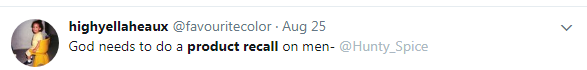 highyellaheaux @favouritecolor · Aug 25
God needs to do a product recall on men- @Hunty_Spice